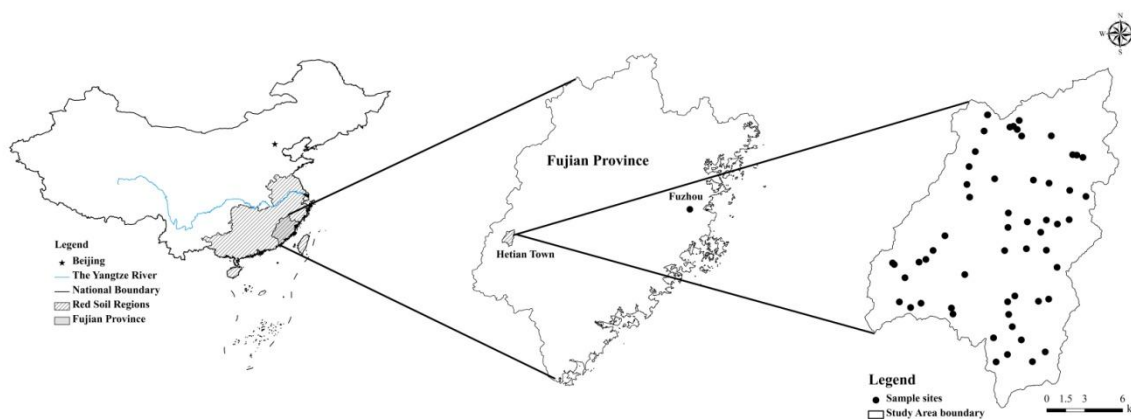 Legend
Beijing
The Yangtze River
National Boundary
Red Soil Regions
Fujian Province
Fujian Province
Fuzhou
Hetian Town
N
W
E
S
Legend
Sample sites
Study Area boundary
0 1.5 3 6
k